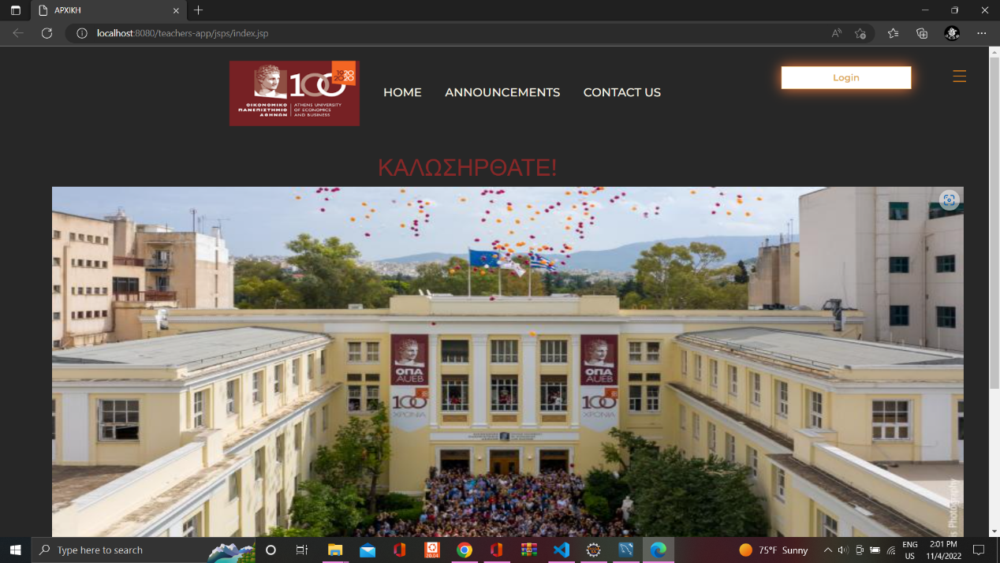 ΑΡΧΙΚΗ
localhost:8080/teachers-app/jsps/index.jsp
1920 2020
100
ΟΙΚΟΝΟΜΙΚΟ
ΠΑΝΕΠΙΣΤΗΜΙΟ
ΑΘΗΝΩΝ
ATHENS UNIVERSITY
OF ECONOMICS
AND BUSINESS
HOME ANNOUNCEMENTS CONTACT US
Login
ΚΑΛΩΣΗΡΘΑΤΕ!
ΟΠΑ
AUEB
100
ΧΡΟΝΙΑ
ΟΠΑ
AUEB
100
ΧΡΟΝΙΑ
Photography
Type here to search
20.04
75°F Sunny
ENG
US
2:01 PM
11/4/2022